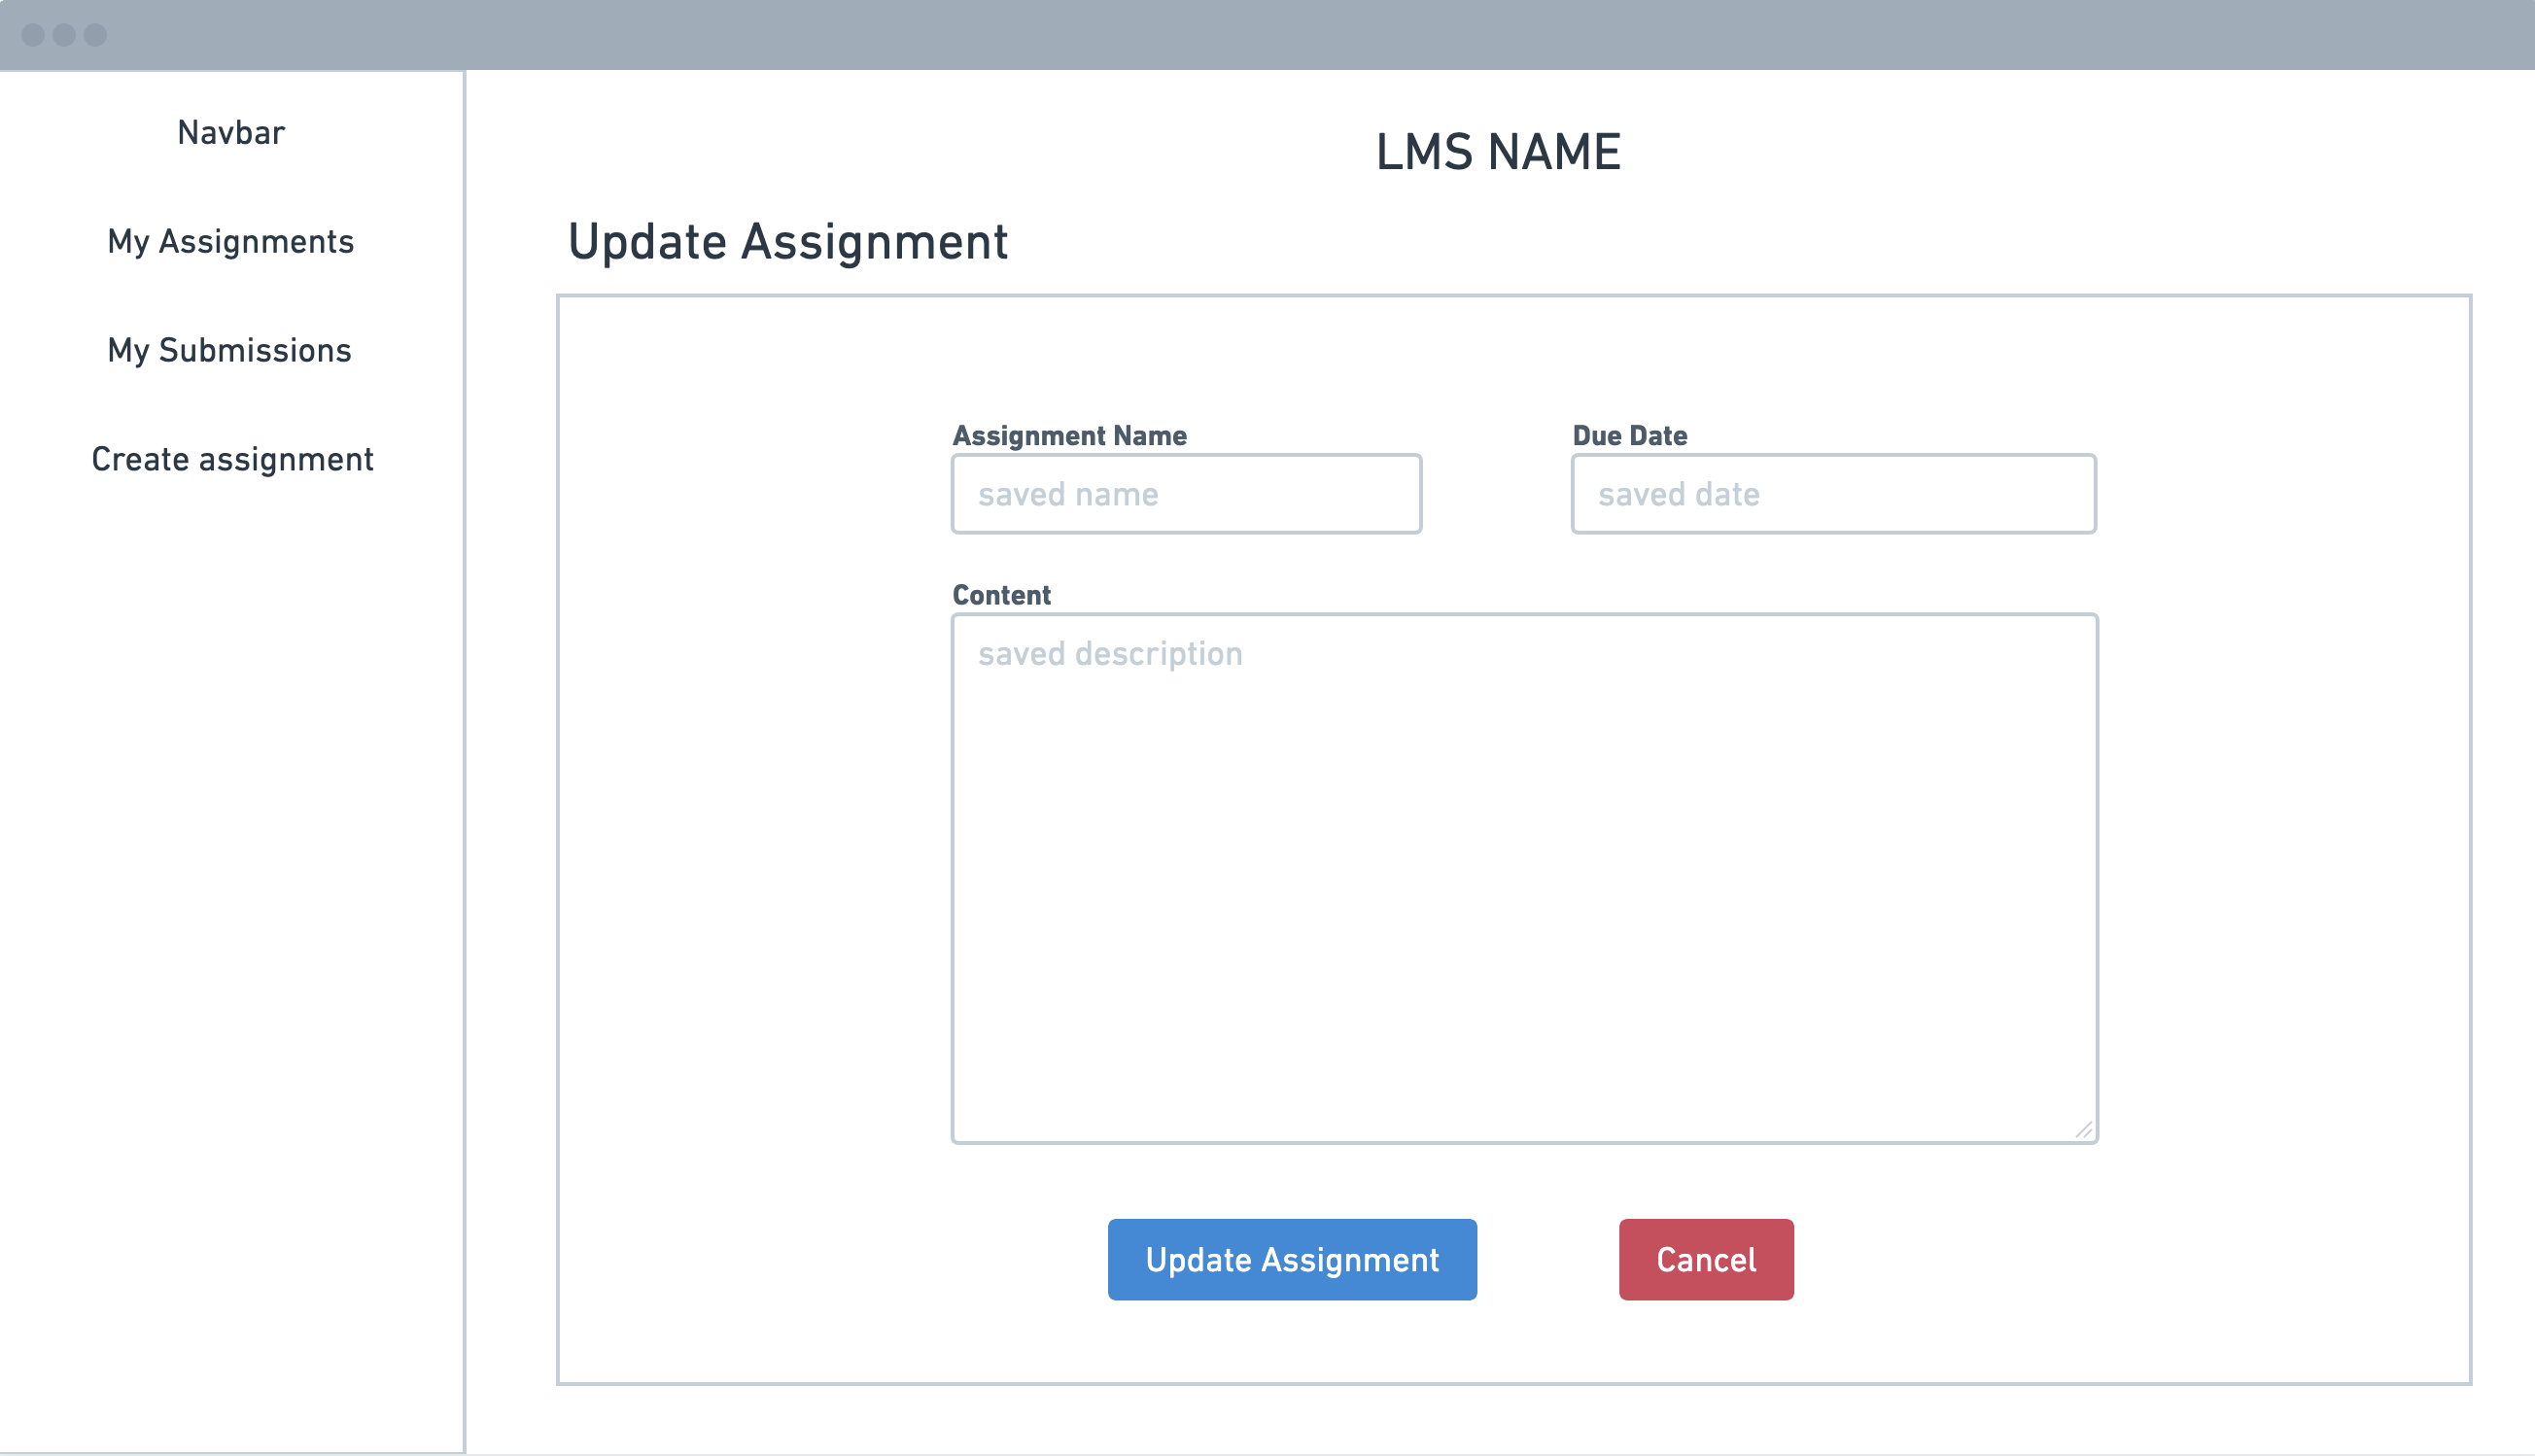 Navbar
My Assignments
My Submissions
Create assignment
LMS NAME
Update Assignment
Assignment Name
Due Date
saved name
saved date
Content
saved description
Update Assignment
Cancel